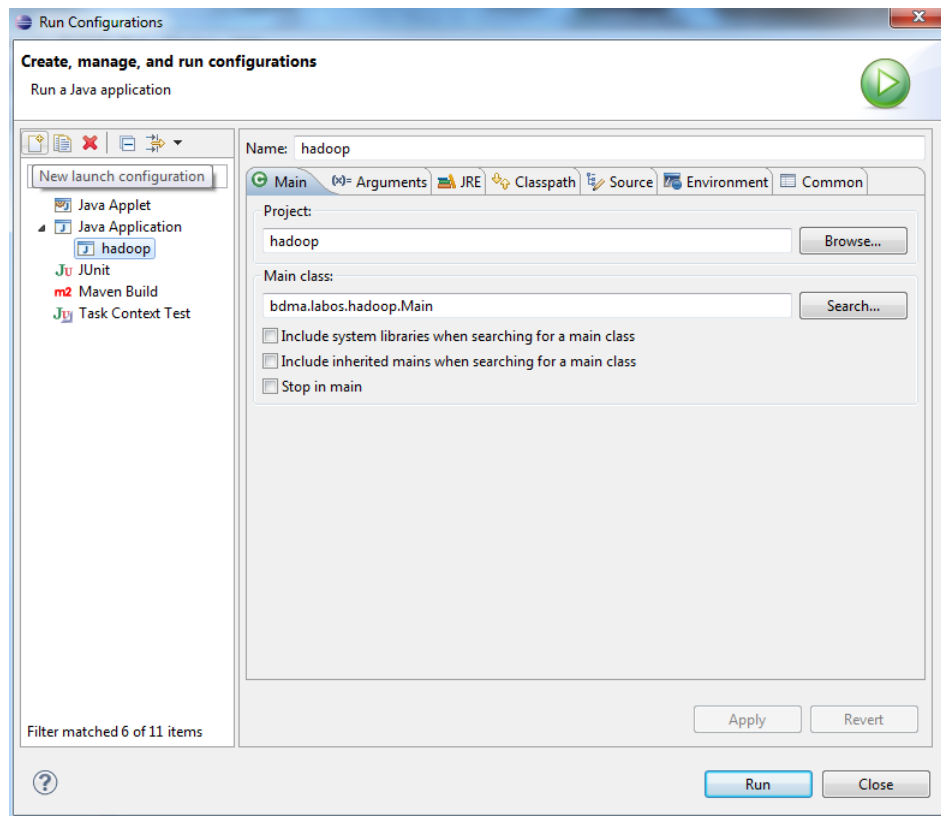 Run Configurations
Create, manage, and run configurations
Run a Java application
New launch configuration
Java Applet
Java Application
hadoop
JUnit
Maven Build
Task Context Test
Filter matched 6 of 11 items
Name: hadoop
Main (x)= Arguments JRE Classpath Source Environment Common
Project:
hadoop Browse...
Main class:
bdma.labos.hadoop.Main Search...
Include system libraries when searching for a main class
Include inherited mains when searching for a main class
Stop in main
Apply Revert
? Run Close